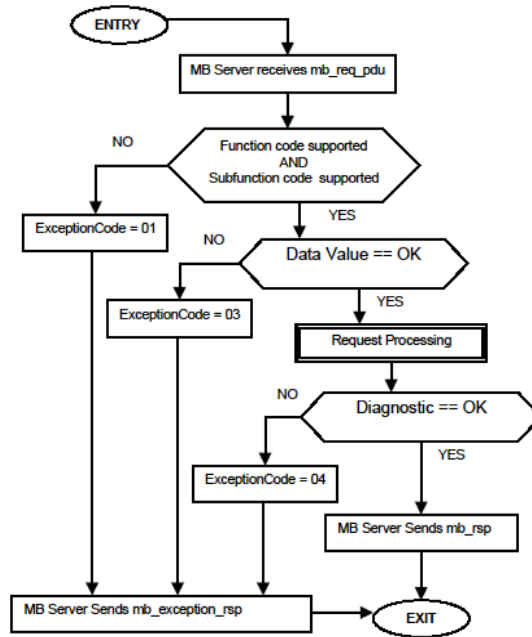 ENTRY
MB Server receives mb_req_pdu
NO
Function code supported
AND
Subfunction code supported
YES
ExceptionCode = 01
NO
Data Value == OK
YES
ExceptionCode = 03
Request Processing
NO
Diagnostic == OK
YES
ExceptionCode = 04
MB Server Sends mb_rsp
MB Server Sends mb_exception_rsp
EXIT